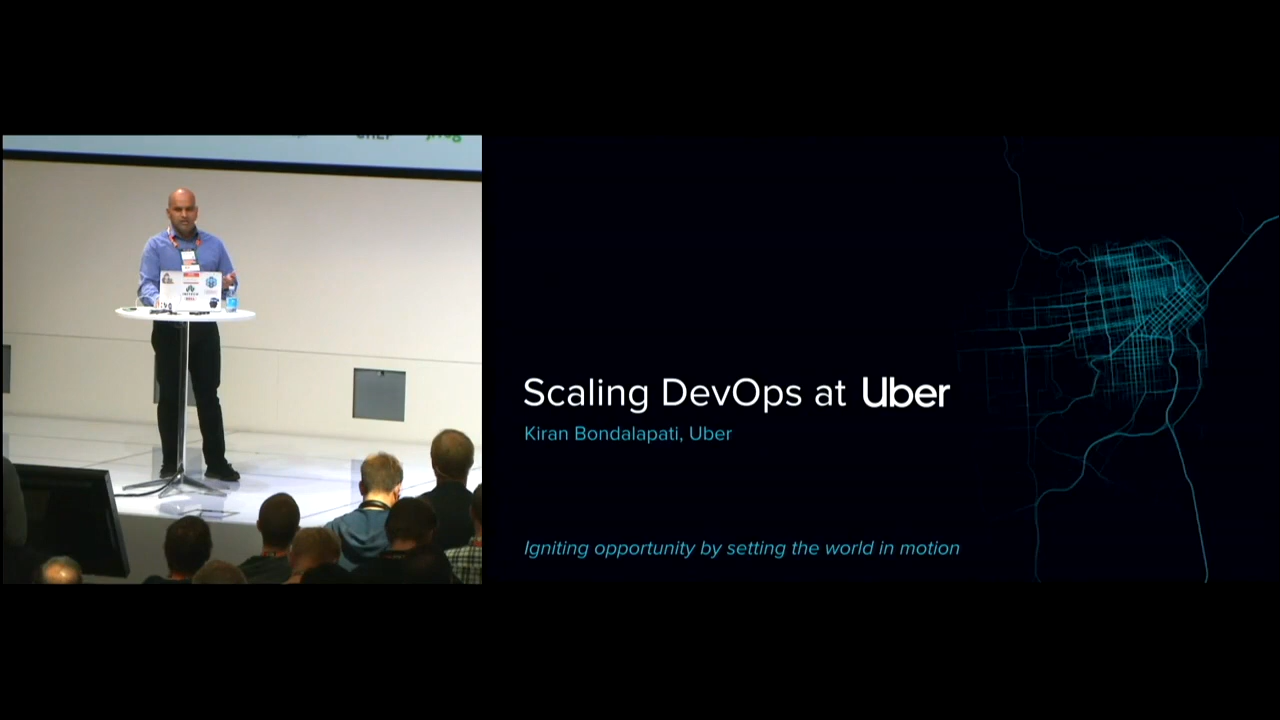 Scaling DevOps at Uber
Kiran Bondalapati, Uber
Igniting opportunity by setting the world in motion